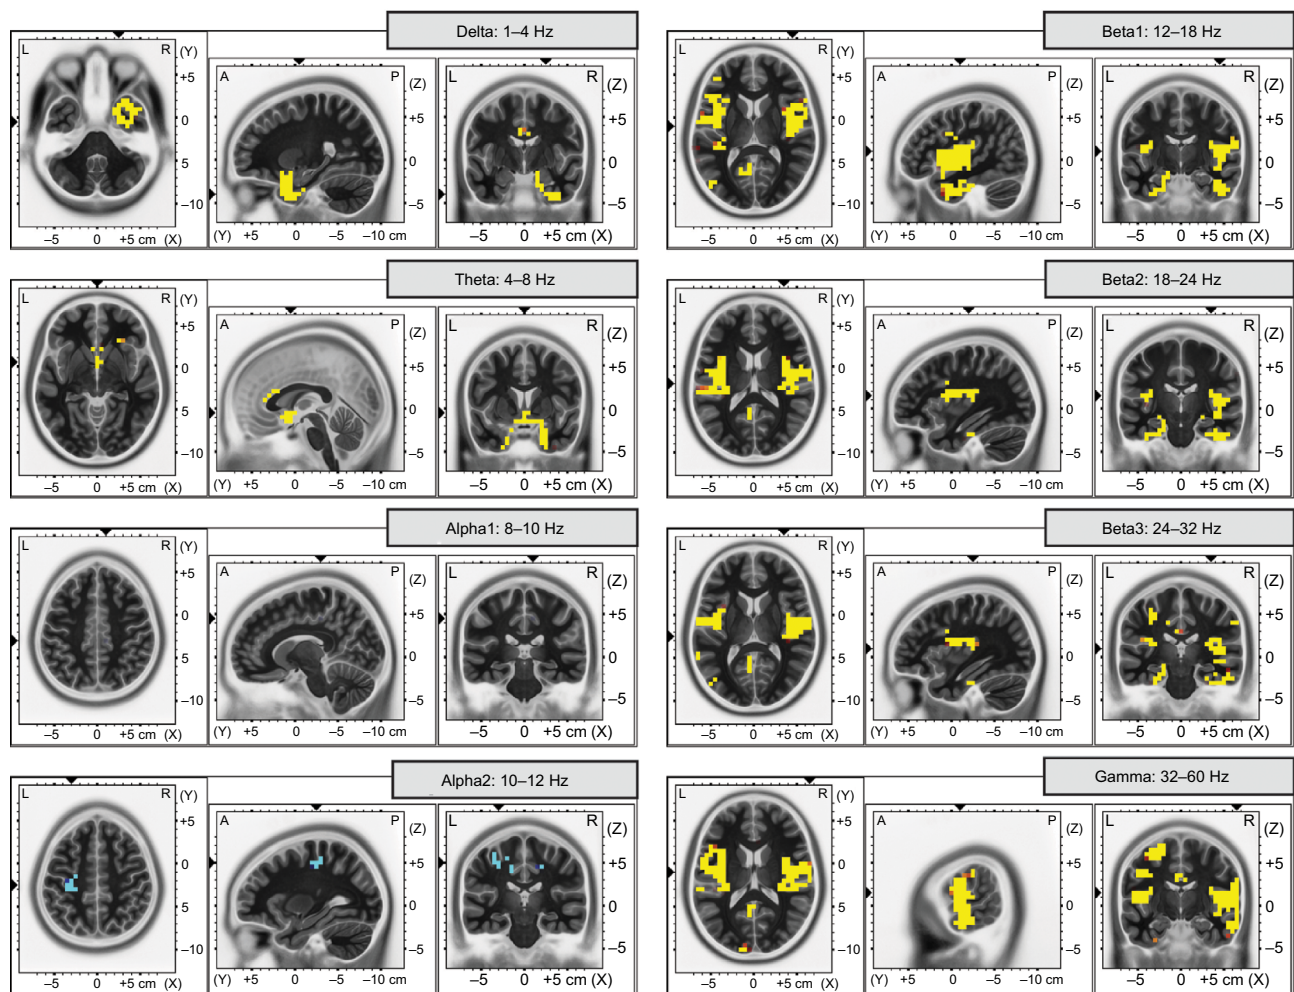 Delta: 1–4 Hz
L R (Y) +5 0 −5 −10
−5 0 +5 cm (X)
A P (Z) +5 0 −5
(Y) +5 0 −5 −10 cm
L R (Z) +5 0 −5
−5 0 +5 cm (X)
Theta: 4–8 Hz
L R (Y) +5 0 5 −10
−5 0 +5 cm (X)
A P (Z) +5 0 −5
(Y) +5 0 −5 −10 cm
L R (Z) +5 0 −5
−5 0 +5 cm (X)
Alpha1: 8–10 Hz
L R (Y) +5 0 5 −10
−5 0 +5 cm (X)
A P (Z) +5 0 −5
(Y) +5 0 −5 −10 cm
L R (Z) +5 0 −5
−5 0 +5 cm (X)
Alpha2: 10–12 Hz
L R (Y) 5 0 5 −10
−5 0 +5 cm (X)
A P (Z) +5 0 −5
(Y) +5 0 −5 −10 cm
L R (Z) +5 0 −5
−5 0 +5 cm (X)
Beta1: 12–18 Hz
L R (Y) +5 0 −5 −10
−5 0 +5 cm (X)
A P (Z) +5 0 −5
(Y) +5 0 −5 −10 cm
L R (Z) +5 0 −5
−5 0 +5 cm (X)
Beta2: 18–24 Hz
L R (Y) +5 0 5 −10
−5 0 +5 cm (X)
A P (Z) +5 0 −5
(Y) +5 0 −5 −10 cm
L R (Z) +5 0 −5
−5 0 +5 cm (X)
Beta3: 24–32 Hz
L R (Y) +5 0 5 −10
−5 0 +5 cm (X)
A P (Z) +5 0 −5
(Y) +5 0 −5 −10 cm
L R (Z) +5 0 −5
−5 0 +5 cm (X)
Gamma: 32–60 Hz
L R (Y) 5 0 5 −10
−5 0 +5 cm (X)
A P (Z) +5 0 −5
(Y) +5 0 −5 −10 cm
L R (Z) +5 0 −5
−5 0 +5 cm (X)